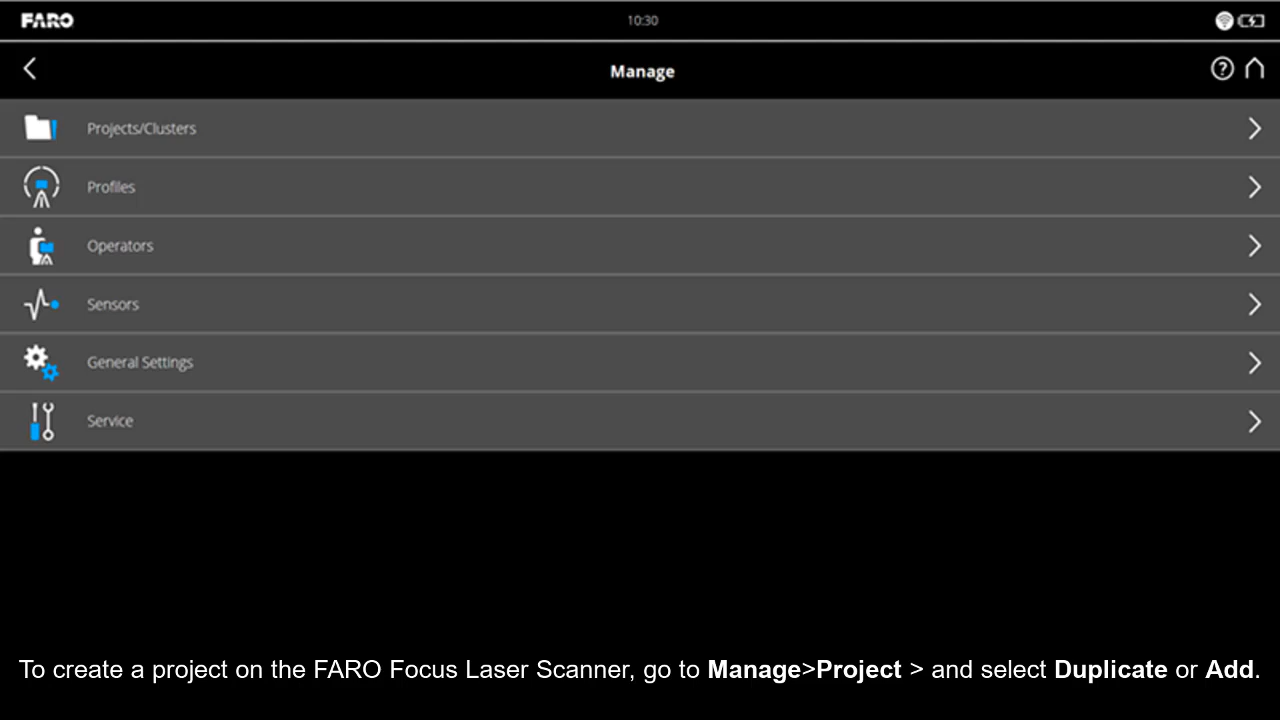 FARO
10:30
Manage
Projects/Clusters
Profiles
Operators
Sensors
General Settings
Service
To create a project on the FARO Focus Laser Scanner, go to Manage>Project > and select Duplicate or Add.